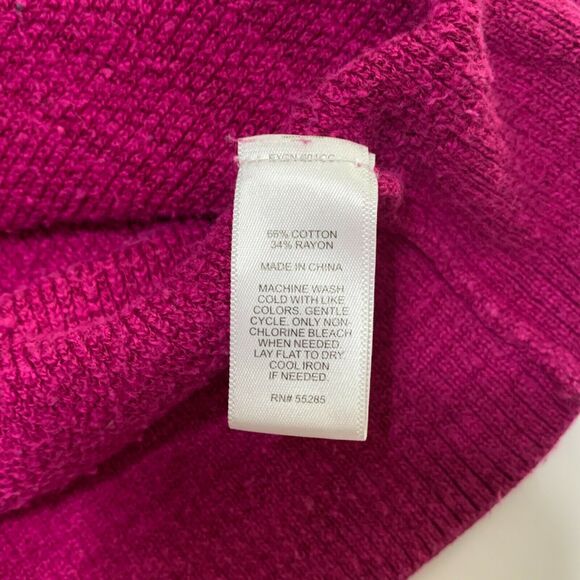 66% COTTON
34% RAYON
MADE IN CHINA
MACHINE WASH
COLD WITH LIKE
COLORS. GENTLE
CYCLE. ONLY NON-
CHLORINE BLEACH
WHEN NEEDED.
LAY FLAT TO DRY.
COOL IRON
IF NEEDED.
RN# 55285